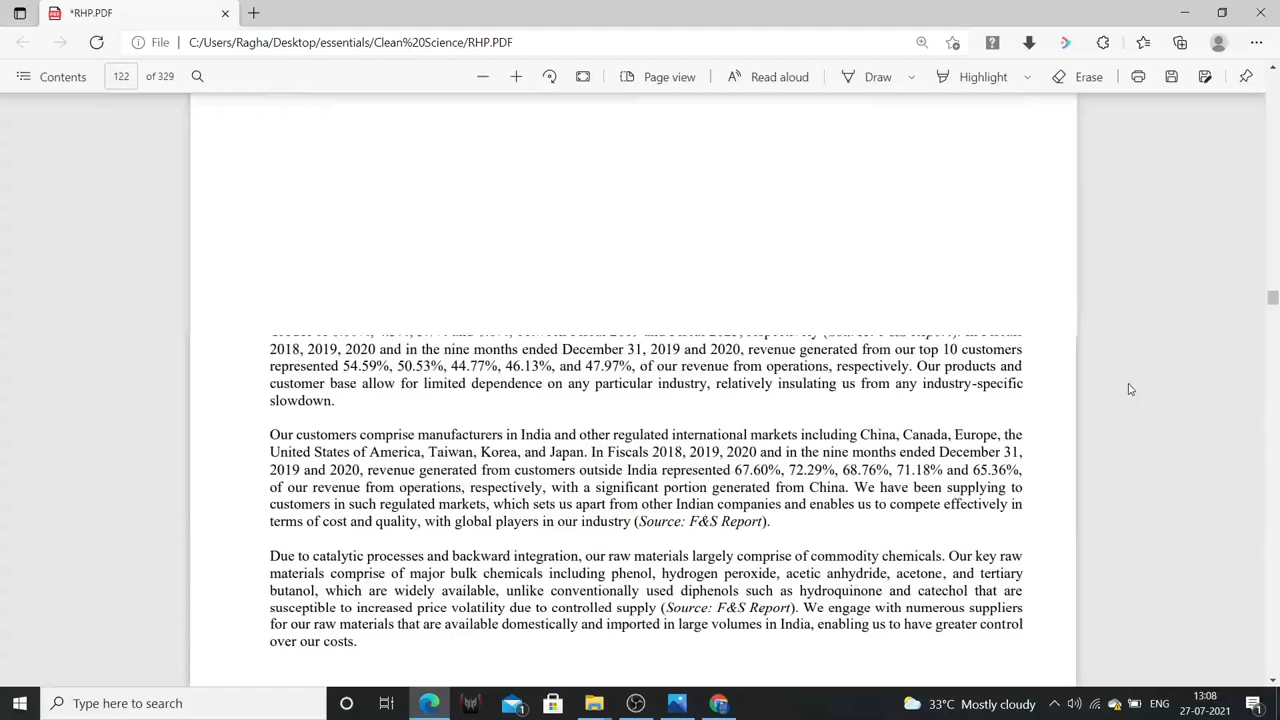 *RHP.PDF
File
C:/Users/Ragha/Desktop/essentials/Clean%20Science/RHP.PDF
Contents
122
of 329
Page view
Read aloud
Draw
Highlight
Erase
2018, 2019, 2020 and in the nine months ended December 31, 2019 and 2020, revenue generated from our top 10 customers
represented 54.59%, 50.53%, 44.77%, 46.13% and 47.97%, of our revenue from operations, respectively. Our products and
customer base allow for limited dependence on any particular industry, relatively insulating us from any industry-specific
slowdown.
Our customers comprise manufacturers in India and other regulated international markets including China, Canada, Europe, the
United States of America, Taiwan, Korea, and Japan. In Fiscals 2018, 2019, 2020 and in the nine months ended December 31,
2019 and 2020, revenue generated from customers outside India represented 67.60%, 72.29%, 68.76%, 71.18% and 65.36%,
of our revenue from operations, respectively, with a significant portion generated from China. We have been supplying to
customers in such regulated markets, which sets us apart from other Indian companies and enables us to compete effectively in
terms of cost and quality, with global players in our industry (Source: F&S Report).
Due to catalytic processes and backward integration, our raw materials largely comprise of commodity chemicals. Our key raw
materials comprise of major bulk chemicals including phenol, hydrogen peroxide, acetic anhydride, acetone, and tertiary
butanol, which are widely available, unlike conventionally used diphenols such as hydroquinone and catechol that are
susceptible to increased price volatility due to controlled supply (Source: F&S Report). We engage with numerous suppliers
for our raw materials that are available domestically and imported in large volumes in India, enabling us to have greater control
over our costs.
Type here to search
33°C Mostly cloudy
ENG
13:08
27-07-2021